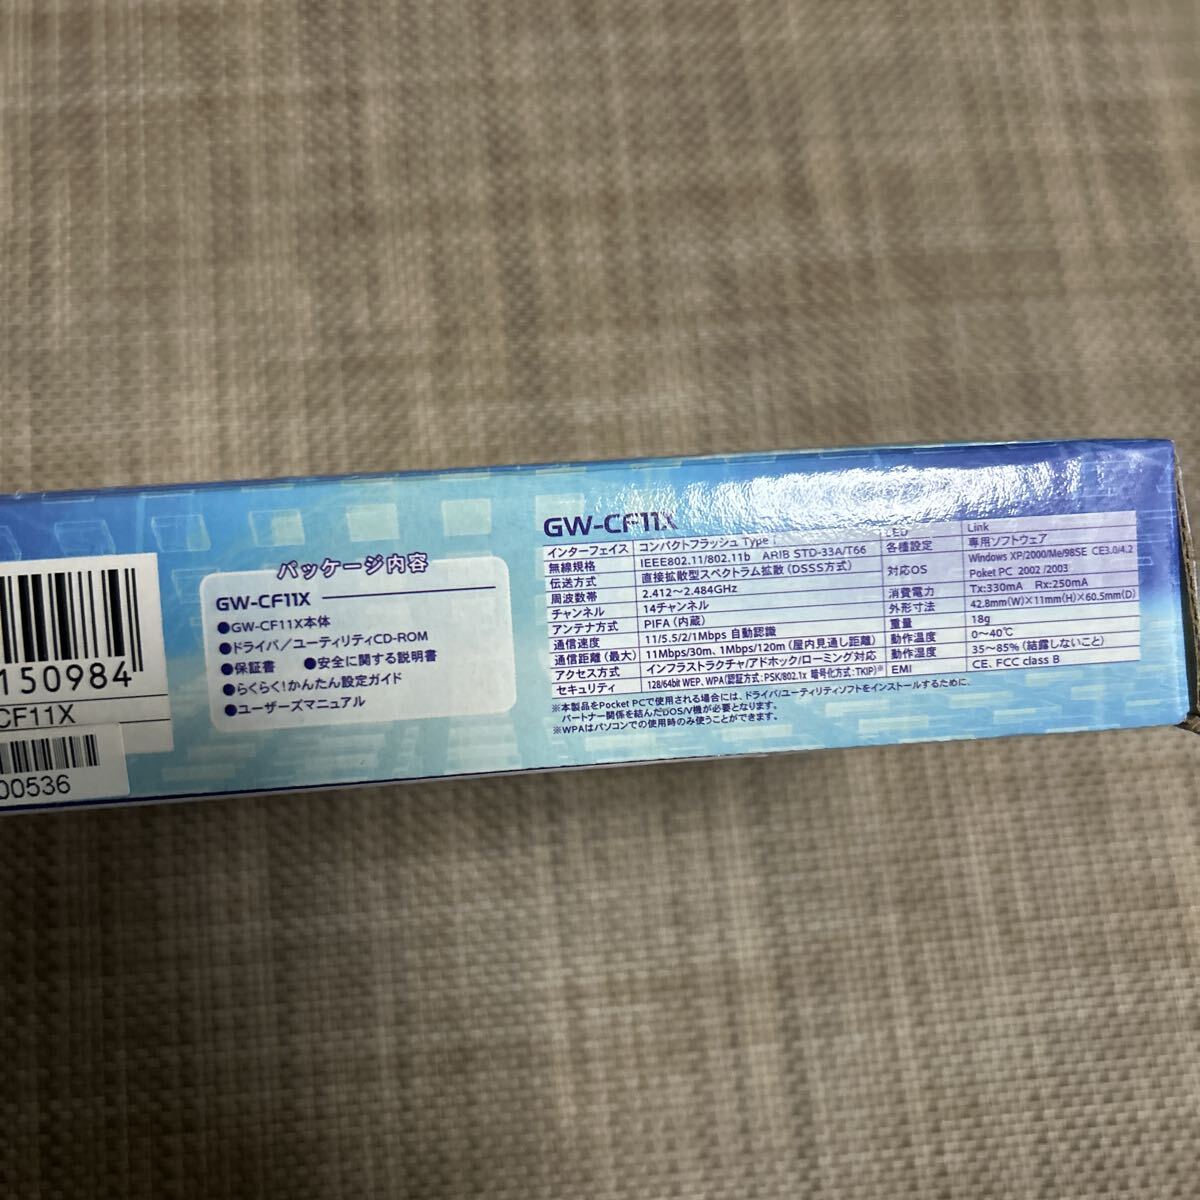 150984
CF11X
00536
パッケージ内容
GW-CF11X
●GW-CF11X本体
●ドライバ/ユーティリティCD-ROM
●保証書 ●安全に関する説明書
●らくらく!かんたん設定ガイド
●ユーザーズマニュアル
GW-CF11X
インターフェイス コンパクトフラッシュ Type I
無線規格 IEEE802.11/802.11b ARIB STD-33A/T66
伝送方式 直接拡散型スペクトラム拡散 (DSSS方式)
周波数帯 2.412～2.484GHz
チャンネル 14チャンネル
アンテナ方式 PIFA (内蔵)
通信速度 11/5.5/2/1Mbps 自動認識
通信距離 (最大) 11Mbps/30m、1Mbps/120m (屋内見通し距離)
アクセス方式 インフラストラクチャ/アドホック/ローミング対応
セキュリティ 128/64bit WEP、WPA(認証方式:PSK/802.1x 暗号化方式:TKIP)※
LED Link
各種設定 専用ソフトウェア
対応OS Windows XP/2000/Me/98SE CE3.0/4.2
Poket PC 2002 /2003
消費電力 Tx:330mA Rx:250mA
外形寸法 42.8mm(W)×11mm(H)×60.5mm(D)
重量 18g
動作温度 0～40℃
動作湿度 35～85% (結露しないこと)
EMI CE、FCC class B
※本製品をPocket PCで使用される場合には、ドライバ/ユーティリティソフトをインストールするために、
パートナー関係を結んだDOS/V機が必要となります。
※WPAはパソコンでの使用時のみ使うことができます。